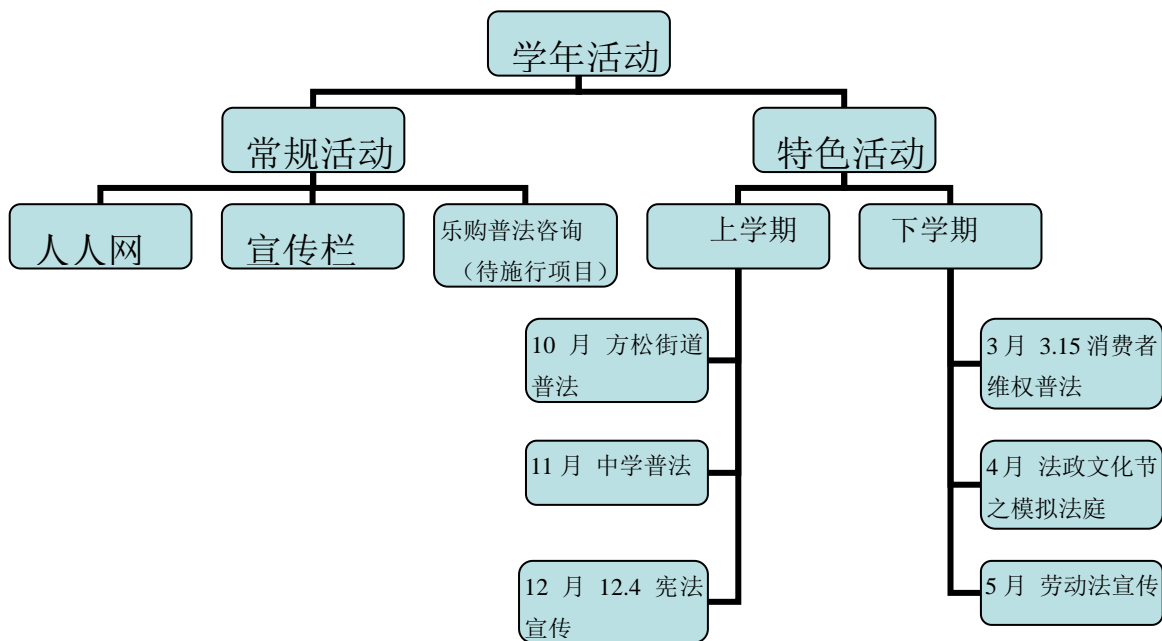 学年活动
常规活动
特色活动
人人网
宣传栏
乐购普法咨询
（待施行项目）
上学期
下学期
10 月 方松街道
普法
11 月 中学普法
12 月 12.4 宪法
宣传
3 月 3.15 消费者
维权普法
4 月 法政文化节
之模拟法庭
5 月 劳动法宣传